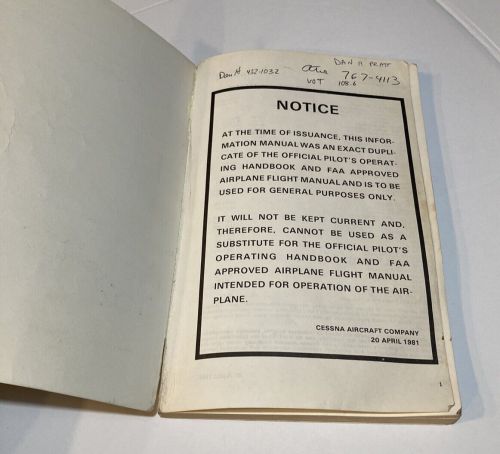 DAN H PRATT
Dan H 452-1032
767-9113
VOT 108.6
NOTICE
AT THE TIME OF ISSUANCE, THIS INFOR-
MATION MANUAL WAS AN EXACT DUPLI-
CATE OF THE OFFICIAL PILOT'S OPERAT-
ING HANDBOOK AND FAA APPROVED
AIRPLANE FLIGHT MANUAL AND IS TO BE
USED FOR GENERAL PURPOSES ONLY.
IT WILL NOT BE KEPT CURRENT AND,
THEREFORE, CANNOT BE USED AS A
SUBSTITUTE FOR THE OFFICIAL PILOT'S
OPERATING HANDBOOK AND FAA
APPROVED AIRPLANE FLIGHT MANUAL
INTENDED FOR OPERATION OF THE AIR-
PLANE.
CESSNA AIRCRAFT COMPANY
20 APRIL 1981